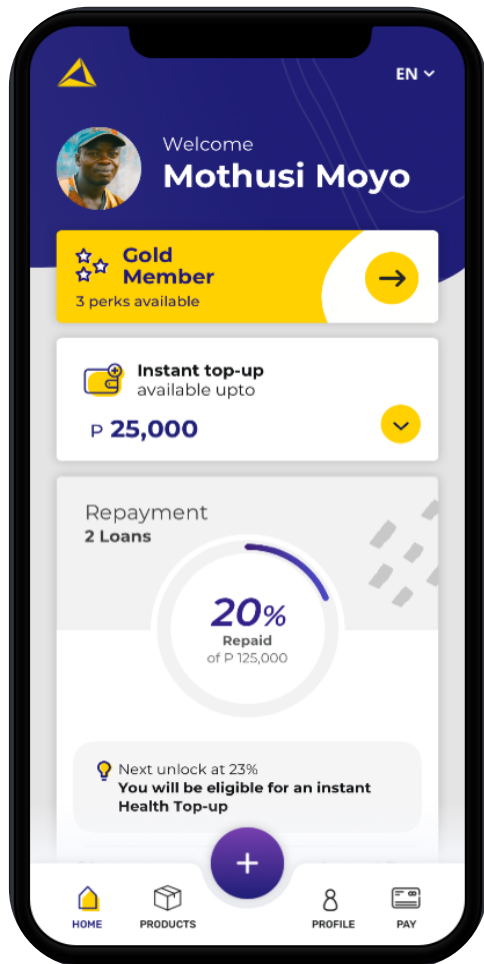 EN
Welcome
Mothusi Moyo
Gold
Member
3 perks available
Instant top-up
available upto
P 25,000
Repayment
2 Loans
20%
Repaid
of P 125,000
Next unlock at 23%
You will be eligible for an instant
Health Top-up
+
HOME PRODUCTS PROFILE PAY